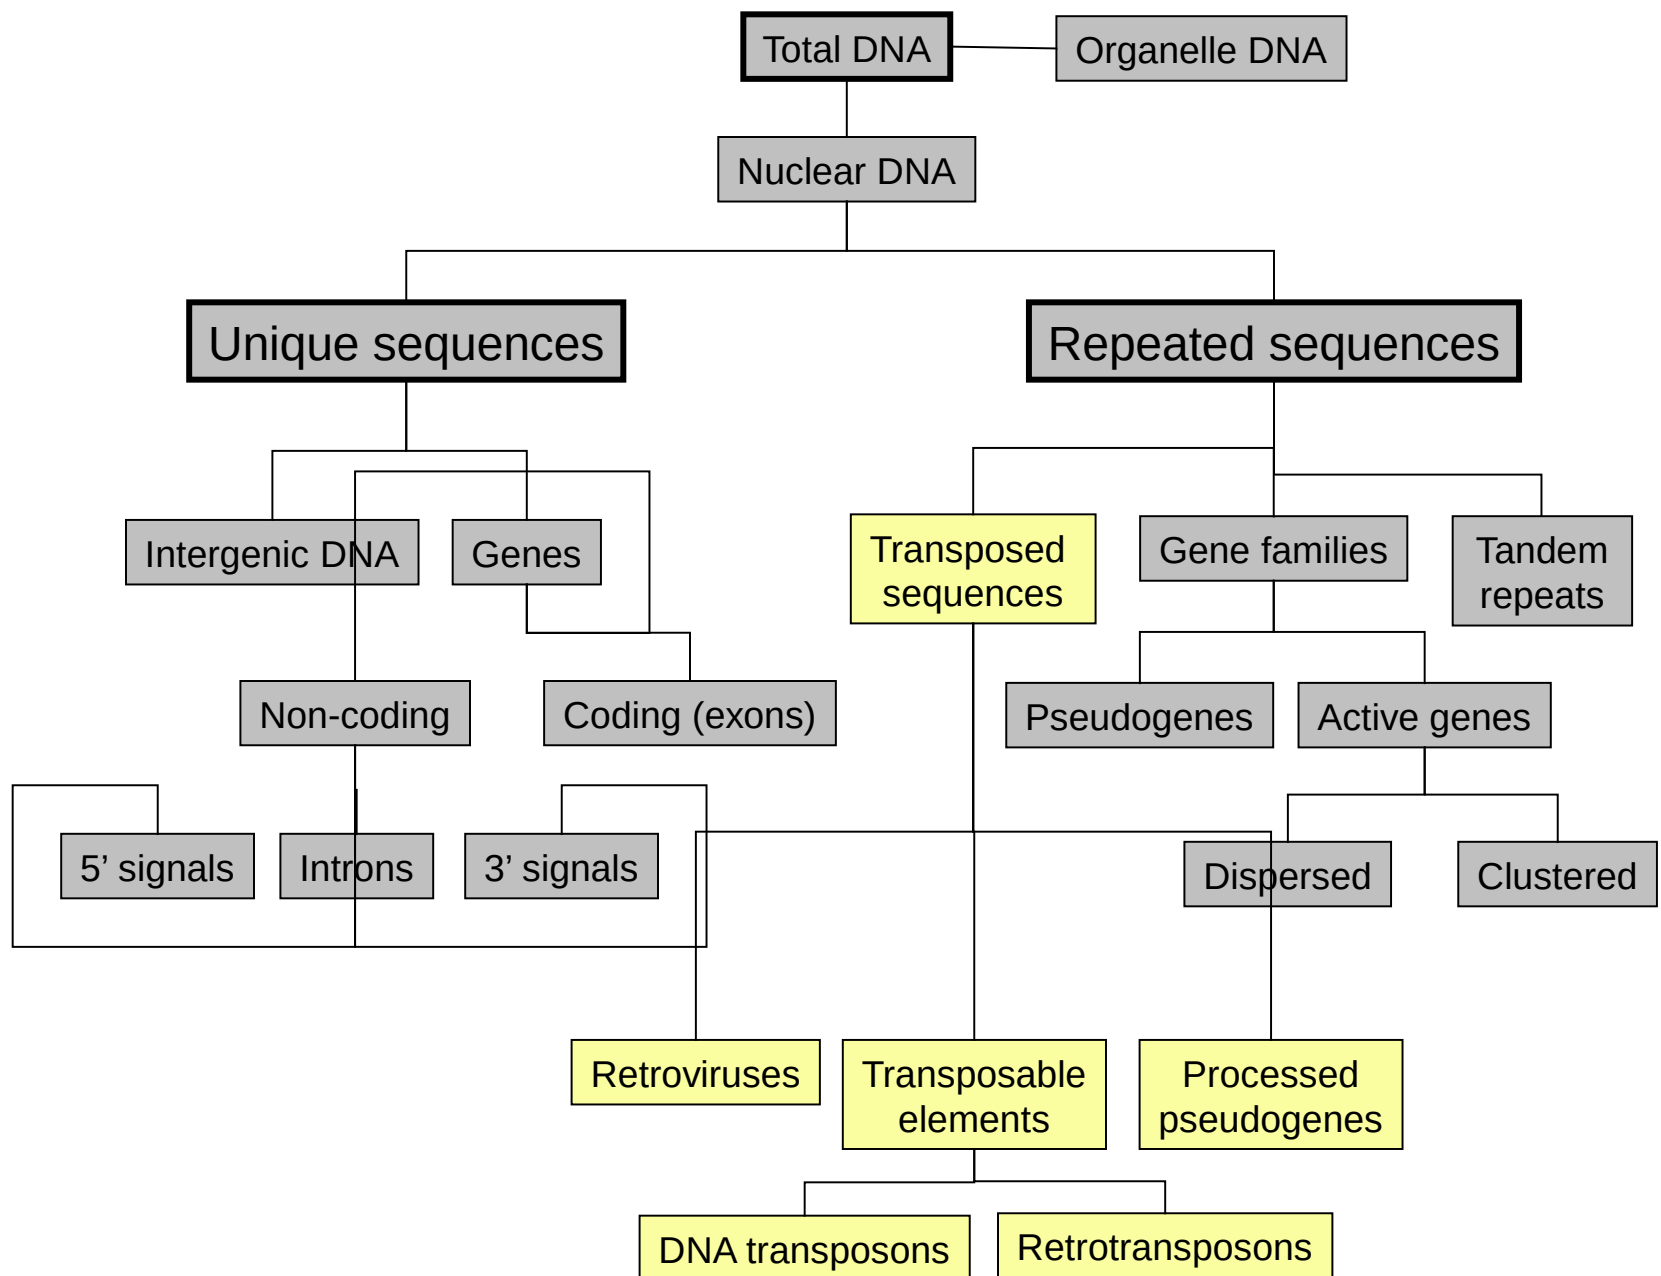 Total DNA
Organelle DNA
Nuclear DNA
Unique sequences
Repeated sequences
Intergenic DNA
Genes
Transposed
sequences
Gene families
Tandem
repeats
Non-coding
Coding (exons)
Pseudogenes
Active genes
5’ signals
Introns
3’ signals
Dispersed
Clustered
Retroviruses
Transposable
elements
Processed
pseudogenes
DNA transposons
Retrotransposons